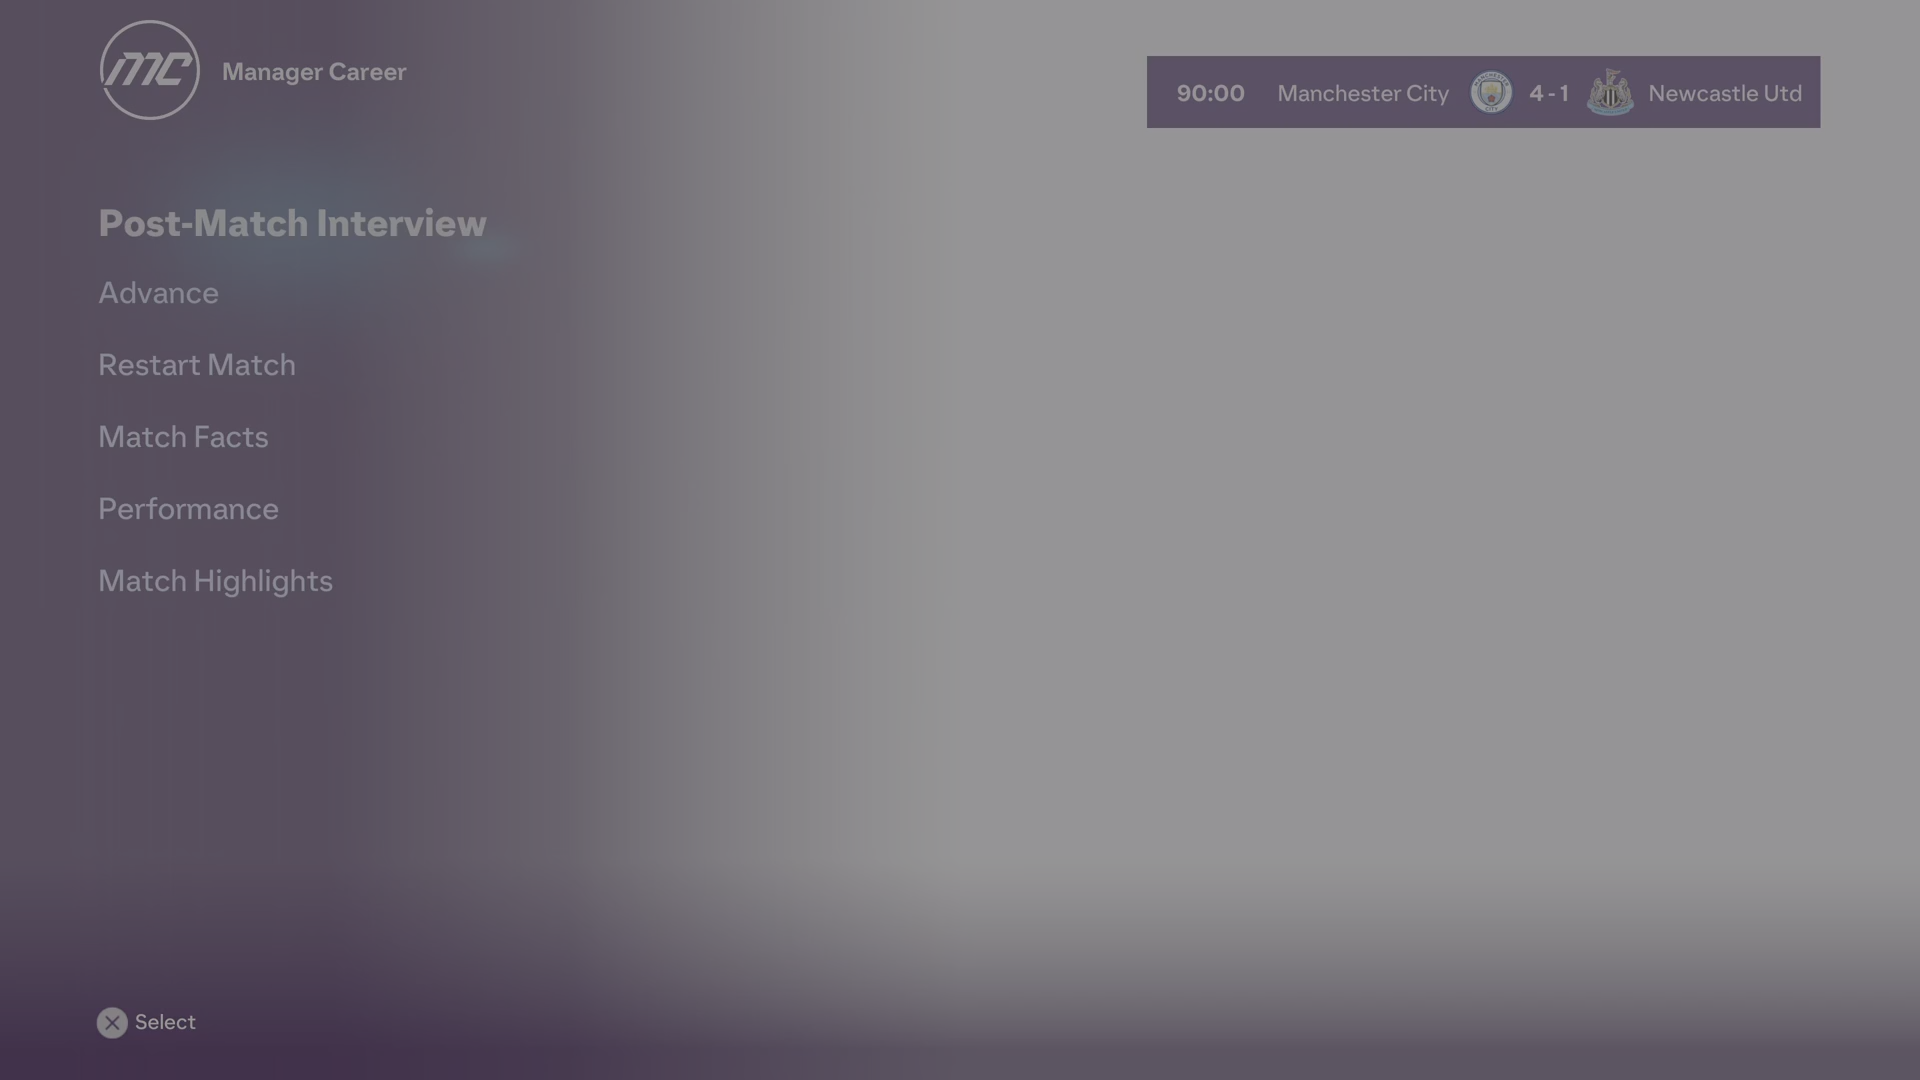 MC Manager Career
90:00 Manchester City 4 - 1 Newcastle Utd
Post-Match Interview
Advance
Restart Match
Match Facts
Performance
Match Highlights
Select